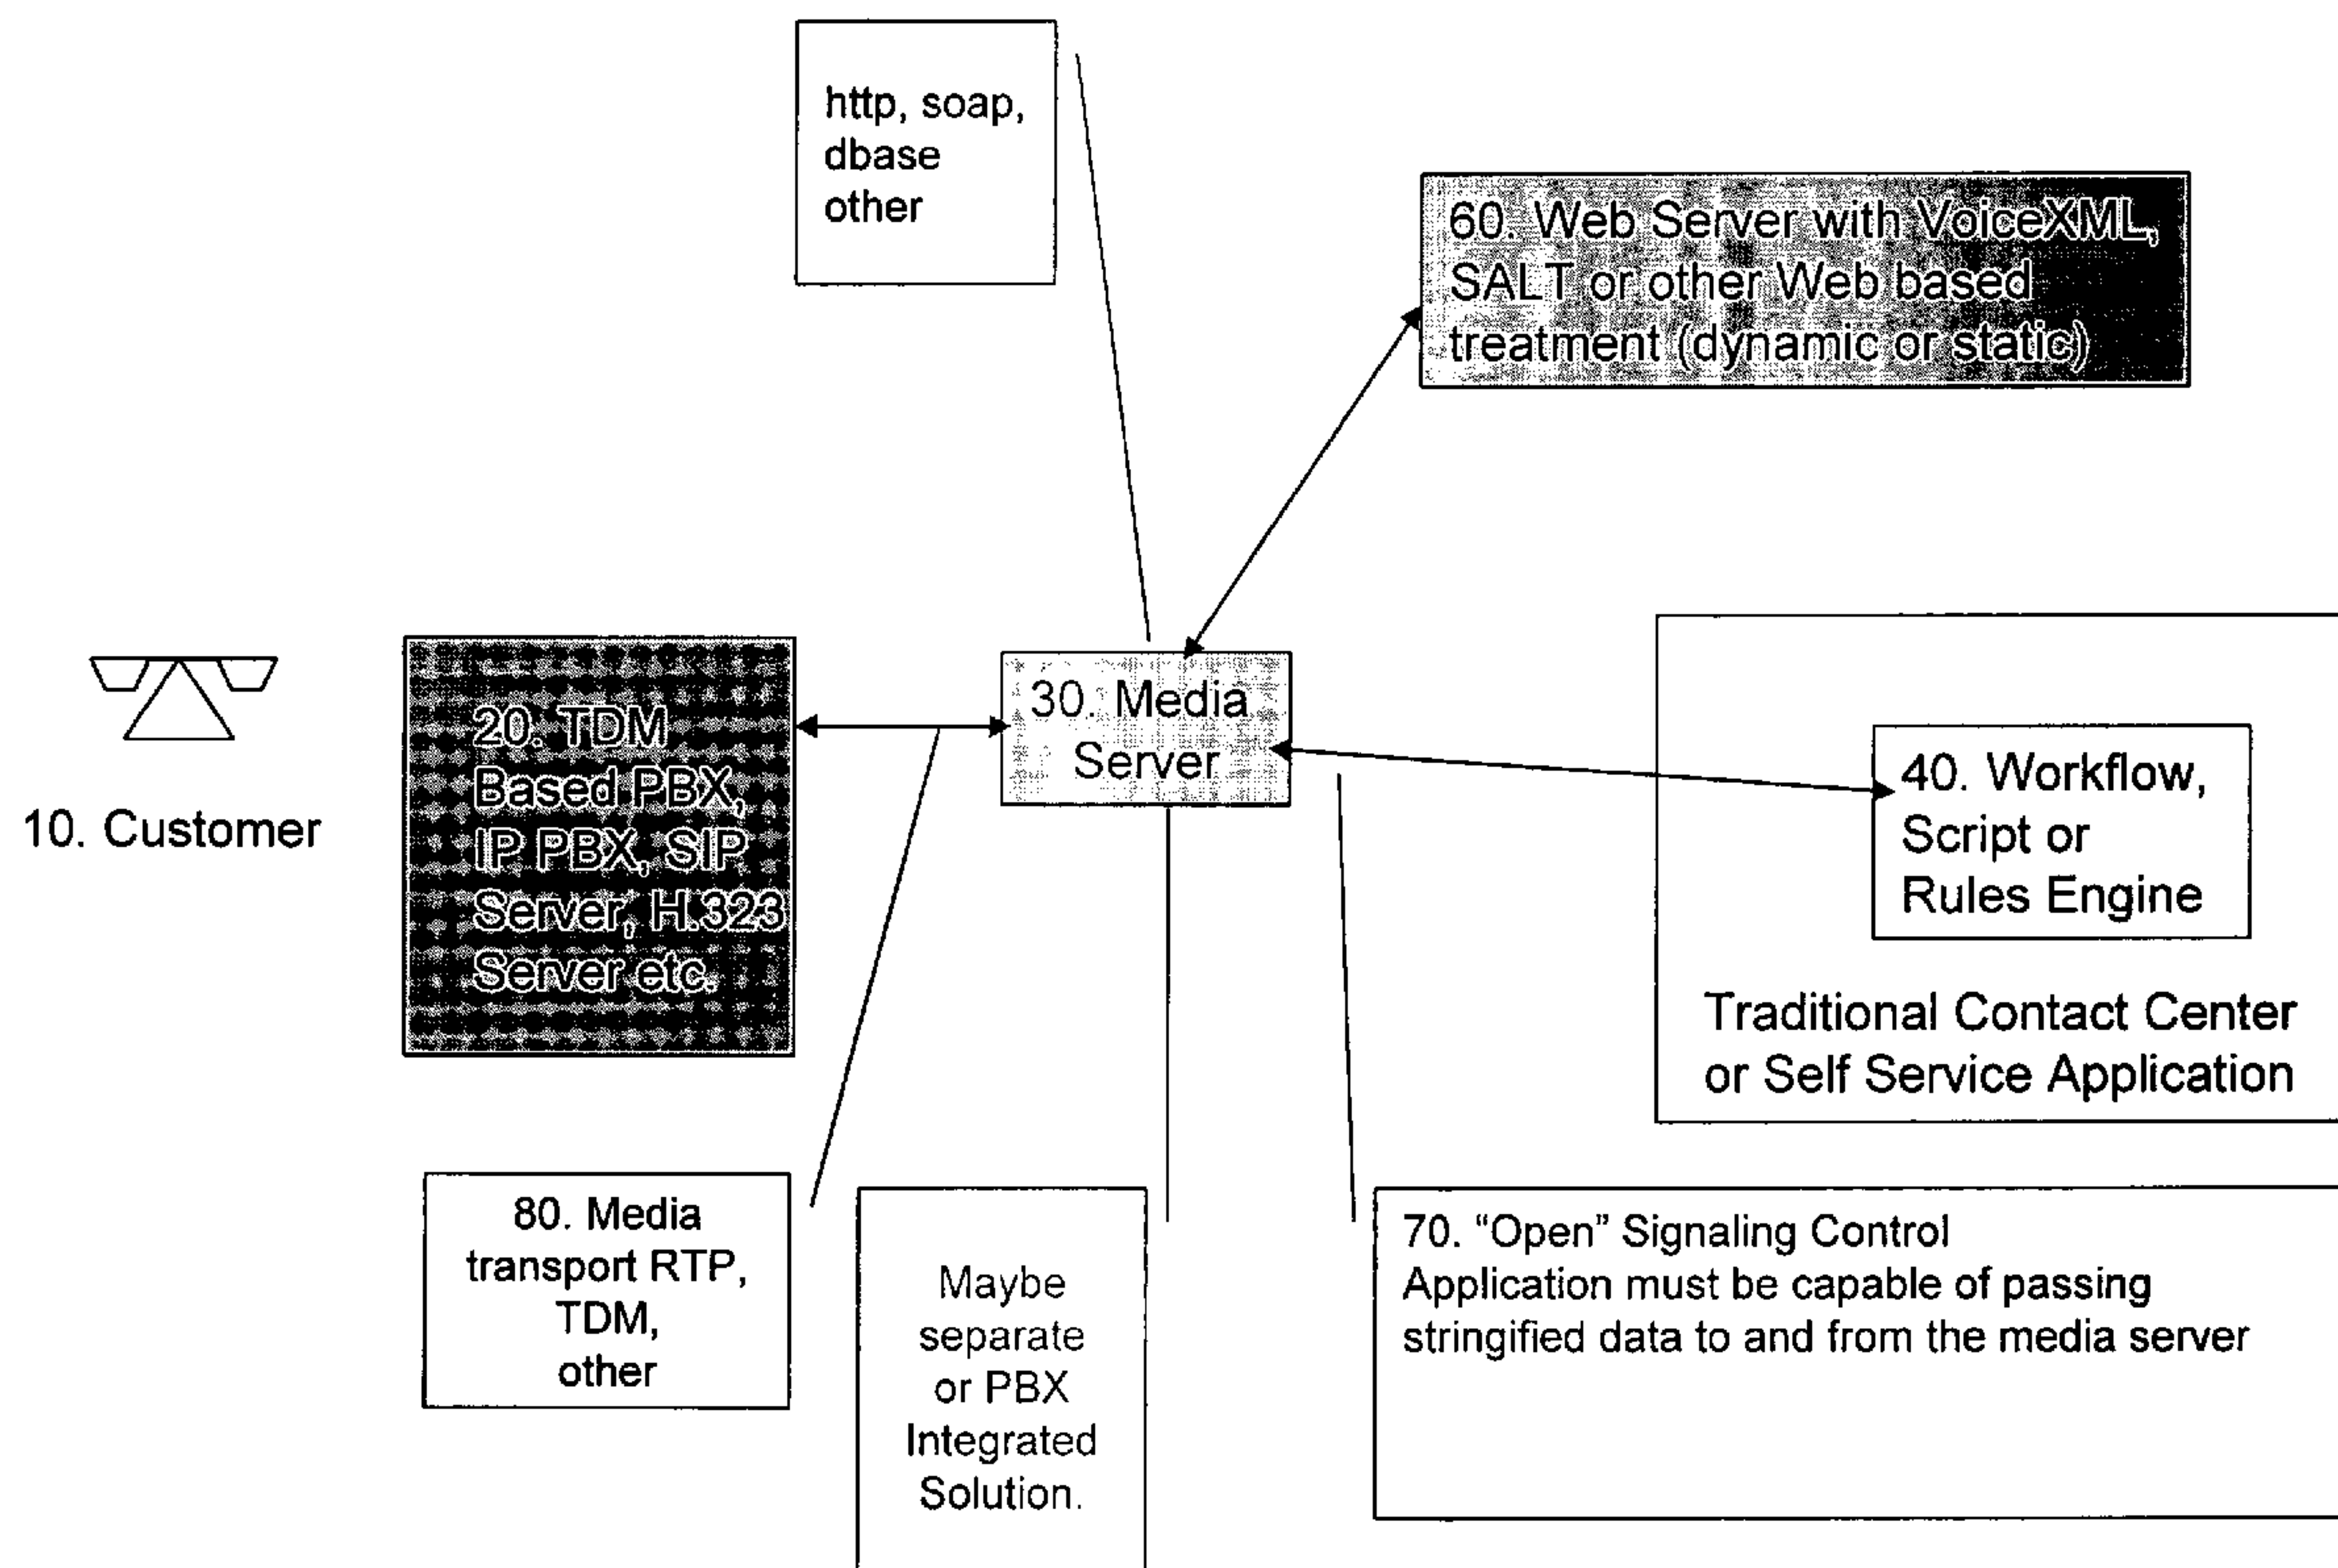 http, soap,
dbase
other
60. Web Server with VoiceXML,
SALT or other Web based
treatment (dynamic or static)
10. Customer
20. TDM
Based PBX,
IP PBX, SIP
Server, H.323
Server etc.
30. Media
Server
40. Workflow,
Script or
Rules Engine
Traditional Contact Center
or Self Service Application
80. Media
transport RTP,
TDM,
other
Maybe
separate
or PBX
Integrated
Solution.
70. “Open” Signaling Control
Application must be capable of passing
stringified data to and from the media server